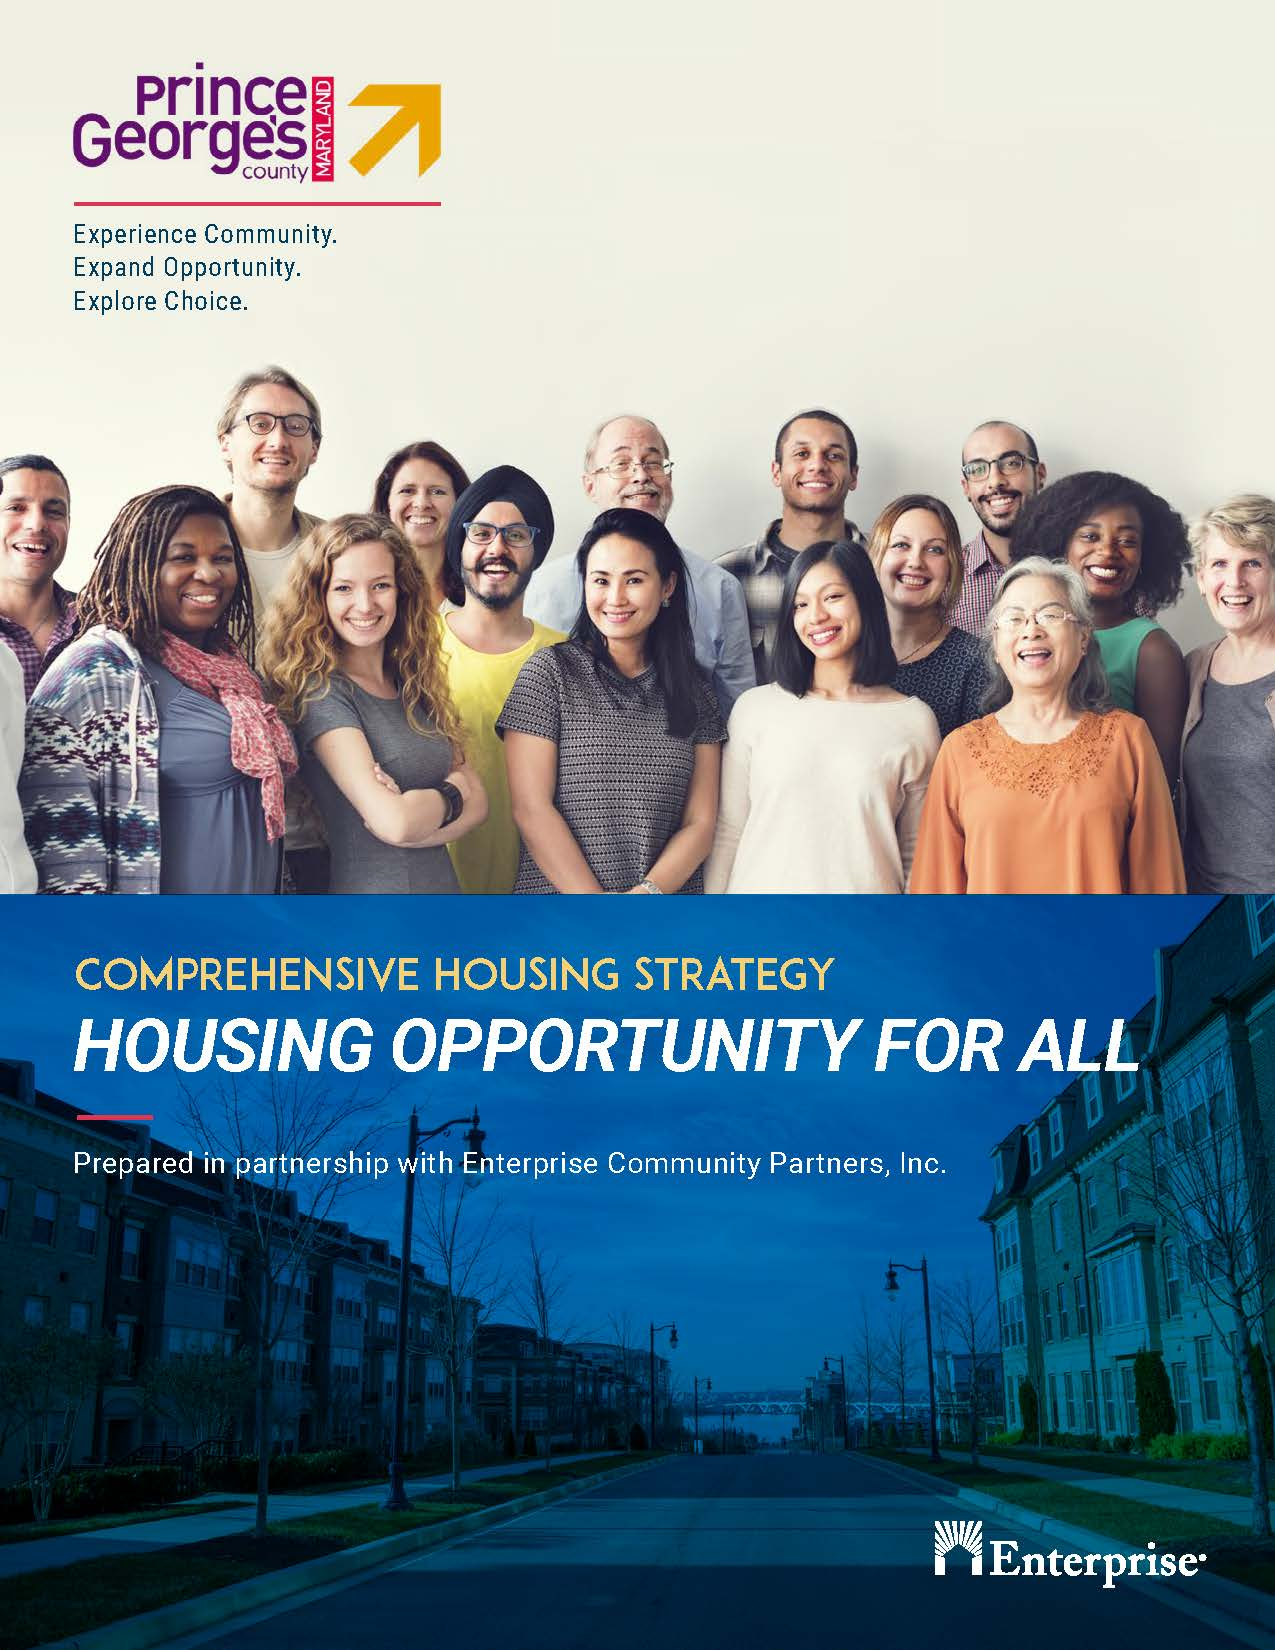 Prince
George's
county
MARYLAND
Experience Community.
Expand Opportunity.
Explore Choice.
COMPREHENSIVE HOUSING STRATEGY
HOUSING OPPORTUNITY FOR ALL
Prepared in partnership with Enterprise Community Partners, Inc.
Enterprise